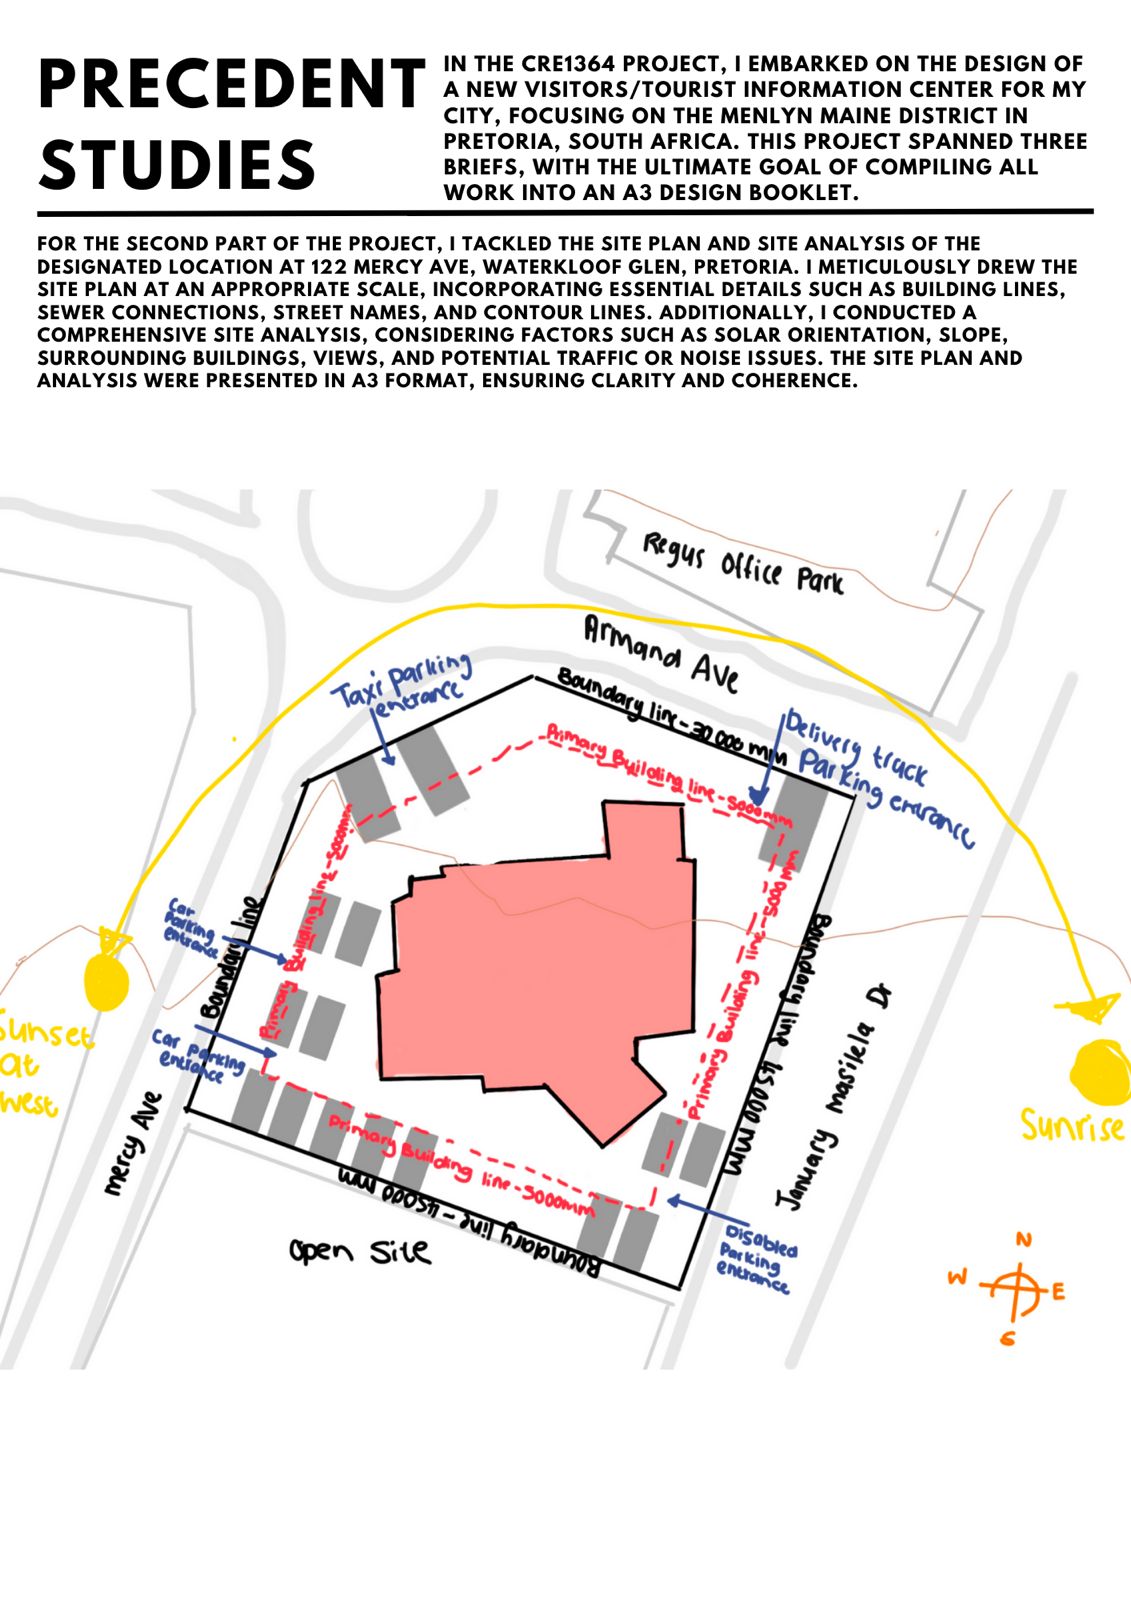 PRECEDENT
STUDIES
IN THE CRE1364 PROJECT, I EMBARKED ON THE DESIGN OF
A NEW VISITORS/TOURIST INFORMATION CENTER FOR MY
CITY, FOCUSING ON THE MENLYN MAINE DISTRICT IN
PRETORIA, SOUTH AFRICA. THIS PROJECT SPANNED THREE
BRIEFS, WITH THE ULTIMATE GOAL OF COMPILING ALL
WORK INTO AN A3 DESIGN BOOKLET.
FOR THE SECOND PART OF THE PROJECT, I TACKLED THE SITE PLAN AND SITE ANALYSIS OF THE
DESIGNATED LOCATION AT 122 MERCY AVE, WATERKLOOF GLEN, PRETORIA. I METICULOUSLY DREW THE
SITE PLAN AT AN APPROPRIATE SCALE, INCORPORATING ESSENTIAL DETAILS SUCH AS BUILDING LINES,
SEWER CONNECTIONS, STREET NAMES, AND CONTOUR LINES. ADDITIONALLY, I CONDUCTED A
COMPREHENSIVE SITE ANALYSIS, CONSIDERING FACTORS SUCH AS SOLAR ORIENTATION, SLOPE,
SURROUNDING BUILDINGS, VIEWS, AND POTENTIAL TRAFFIC OR NOISE ISSUES. THE SITE PLAN AND
ANALYSIS WERE PRESENTED IN A3 FORMAT, ENSURING CLARITY AND COHERENCE.
Regus Office Park
Armand Ave
Taxi parking
entrance
Boundary line - 30 000 mm
Delivery truck
Parking entrance
Primary Building line - 5000mm
Primary Building line - 5000mm
Primary Building line - 5000mm
Car
Parking
entrance
Boundary line
Boundary line 45000 mm
January masilela Dr
Sunset
at
west
Car parking
entrance
Sunrise
mercy Ave
Primary Building line - 5000mm
Boundary line - 45000 mm
Open Site
Disabled
Parking
entrance
N
W
E
S